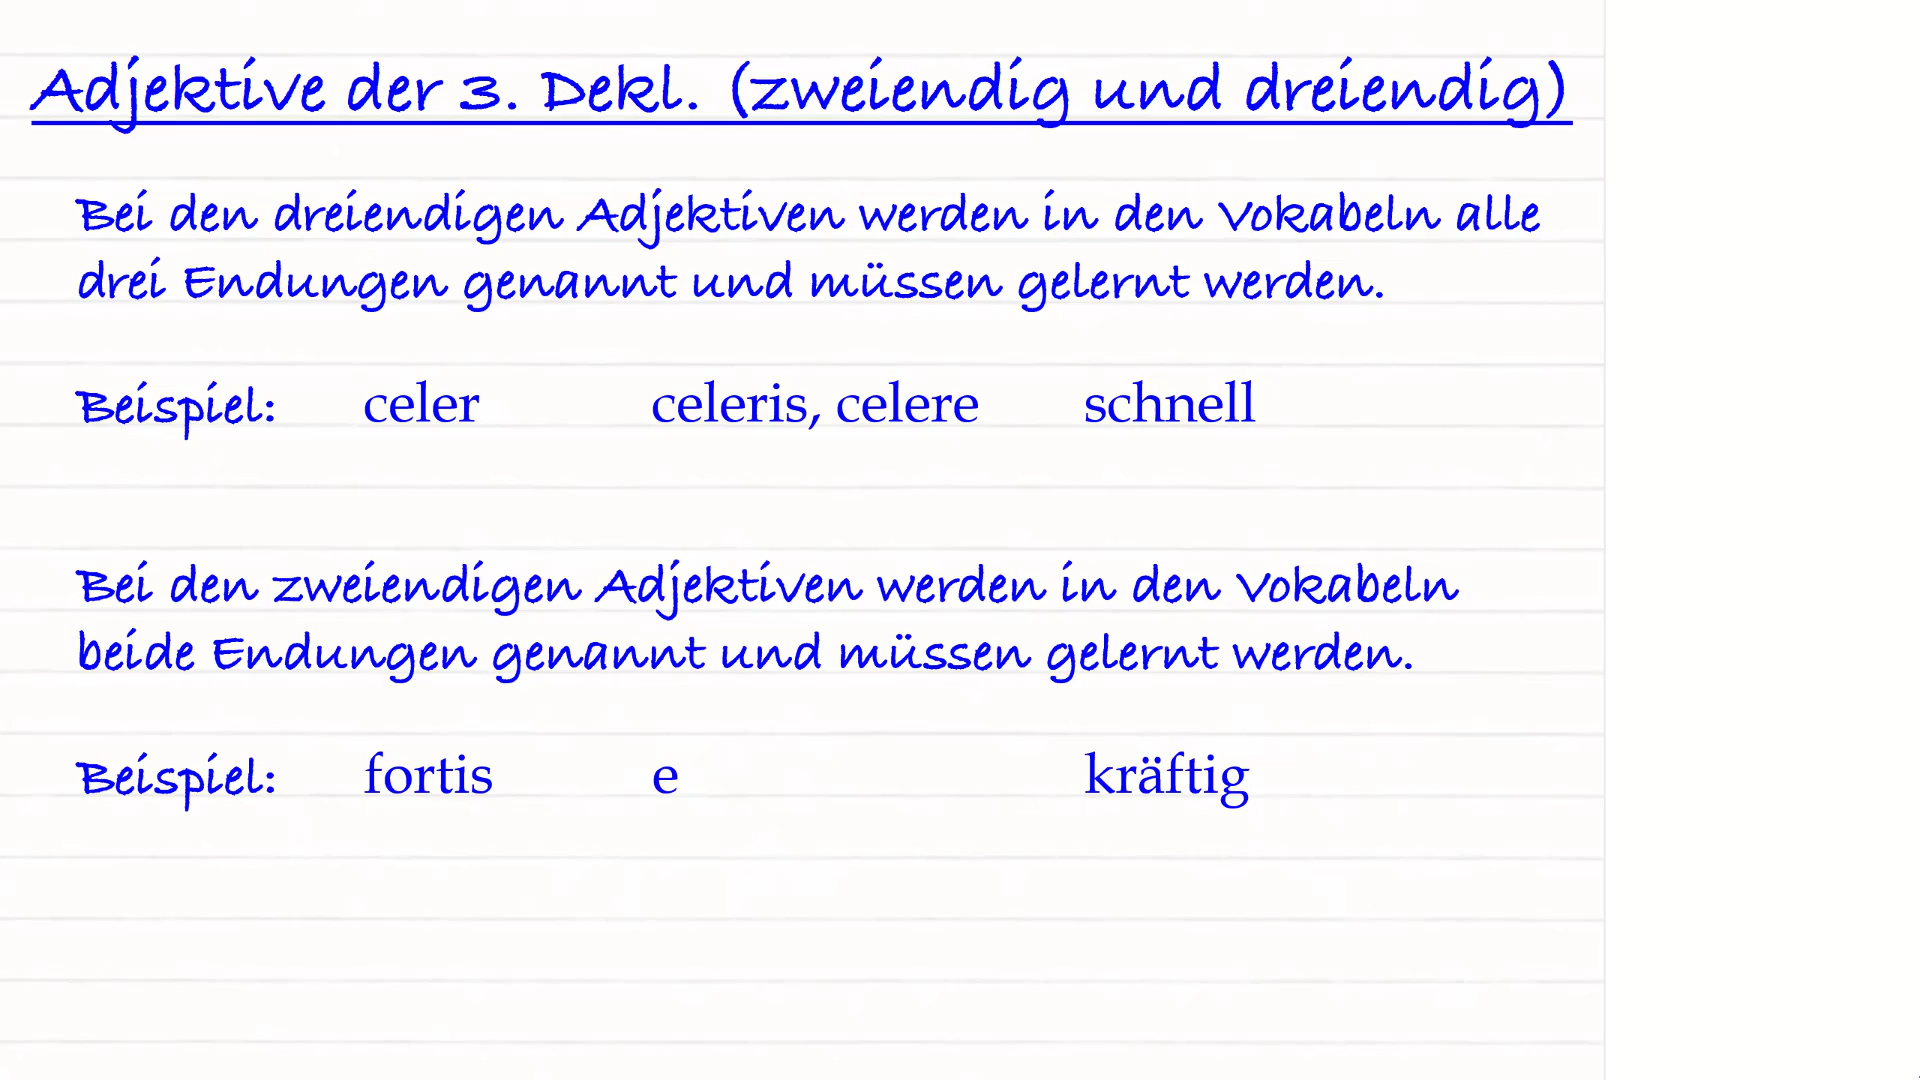 Adjektive der 3. Dekl. (zweiendig und dreiendig)
Bei den dreiendigen Adjektiven werden in den Vokabeln alle
drei Endungen genannt und müssen gelernt werden.
Beispiel: celer celeris, celere schnell
Bei den zweiendigen Adjektiven werden in den Vokabeln
beide Endungen genannt und müssen gelernt werden.
Beispiel: fortis e kräftig